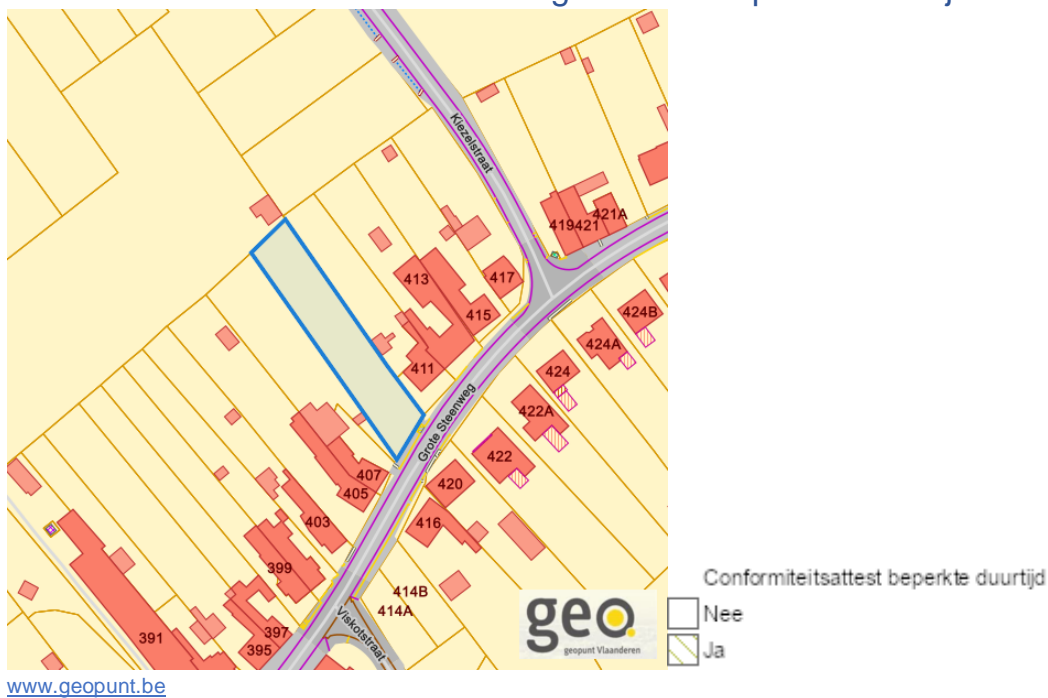 Kiezelstraat
421A
419 421
413
417
415
424B
424A
411
424
Grote Steenweg
422A
407
422
405
420
403
416
399
414B
414A
Viskotstraat
397
391
395
geo
geopunt Vlaanderen
Conformiteitsattest beperkte duurtijd
Nee
Ja
www.geopunt.be